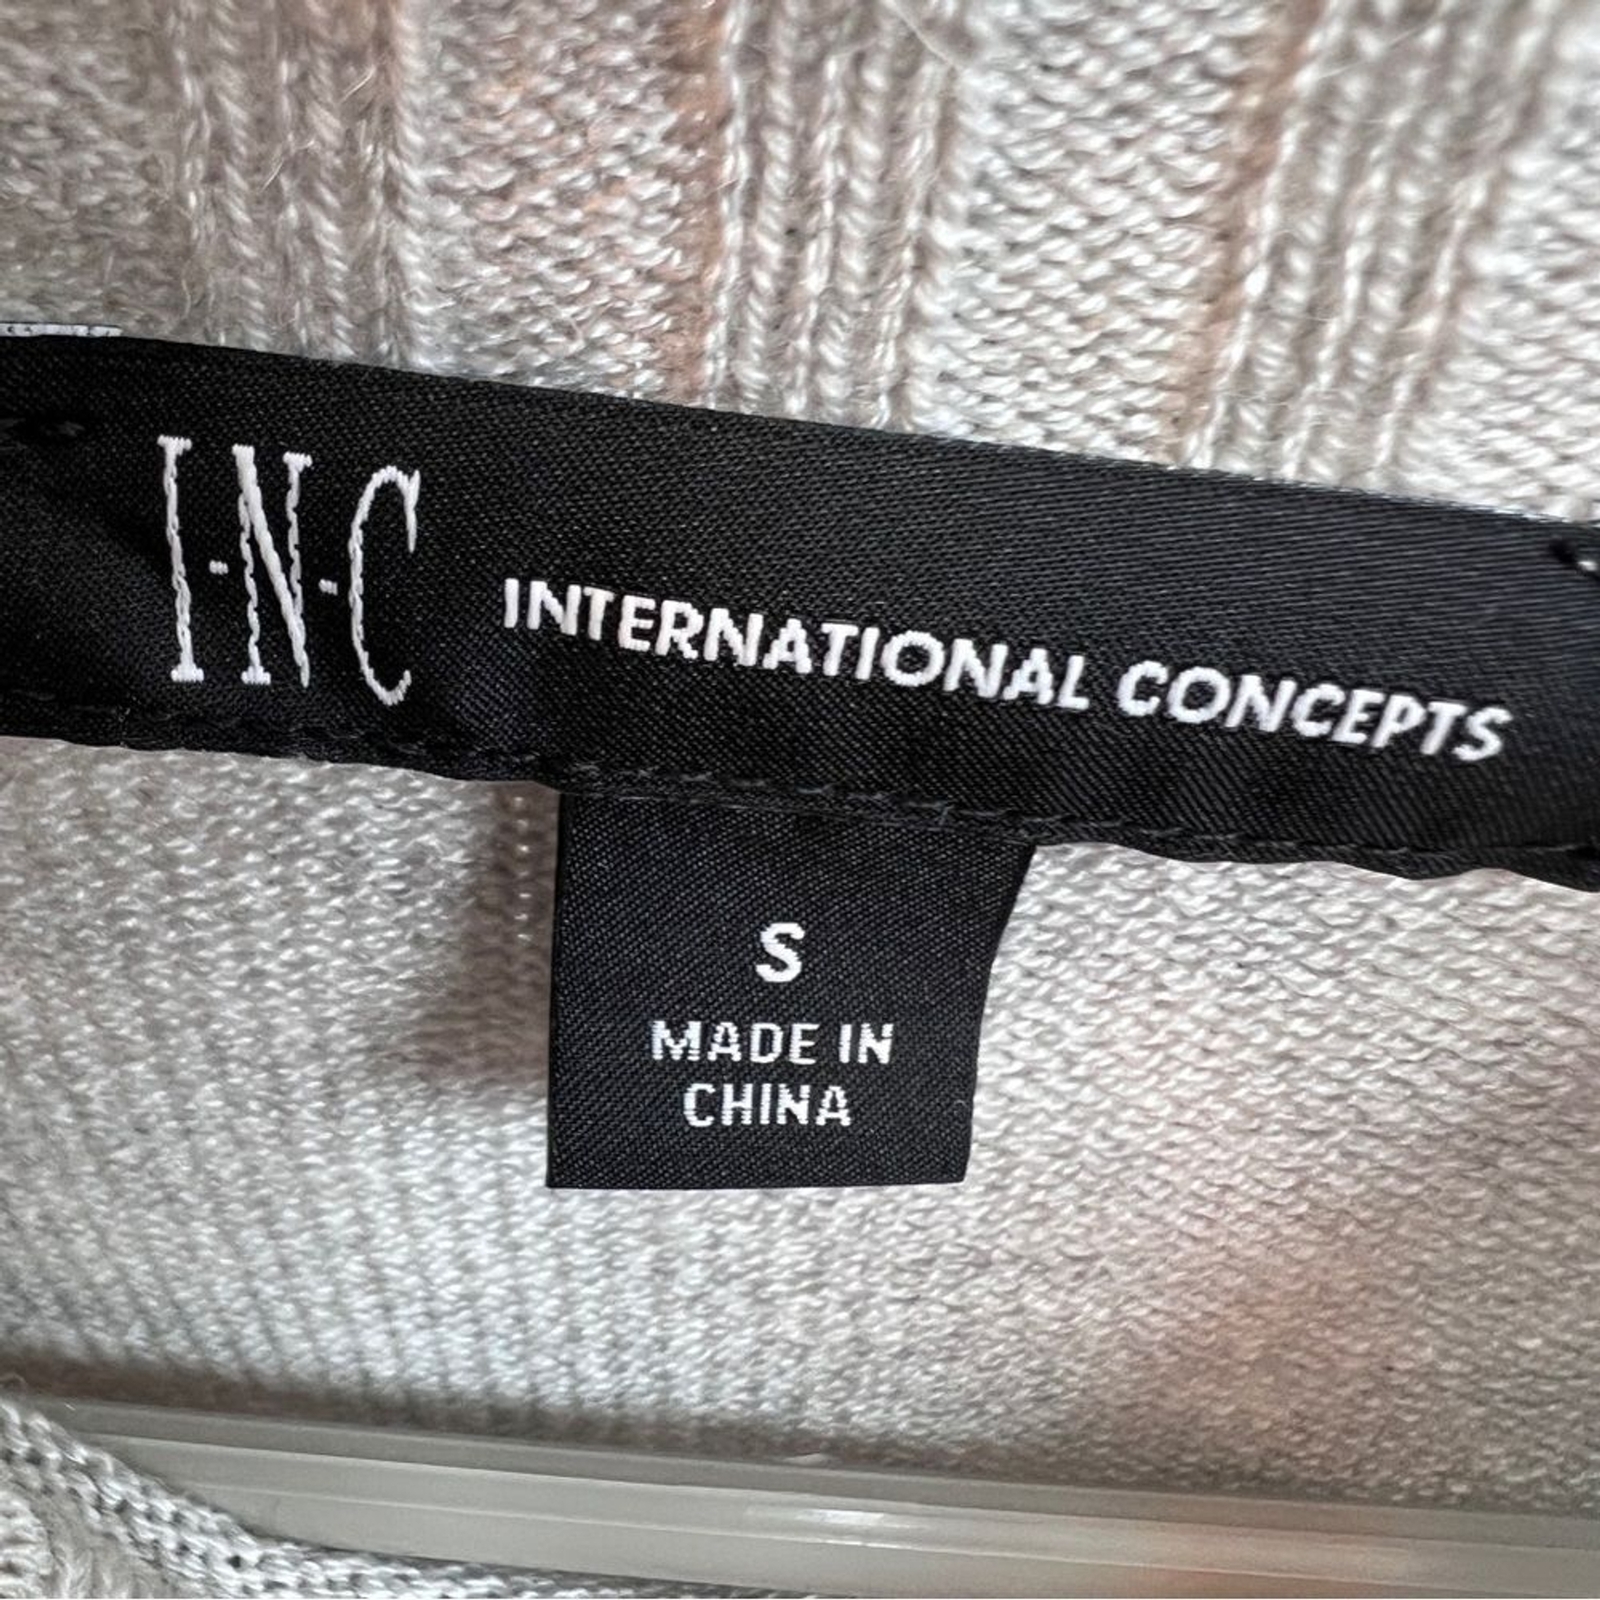 I-N-C INTERNATIONAL CONCEPTS
S
MADE IN
CHINA